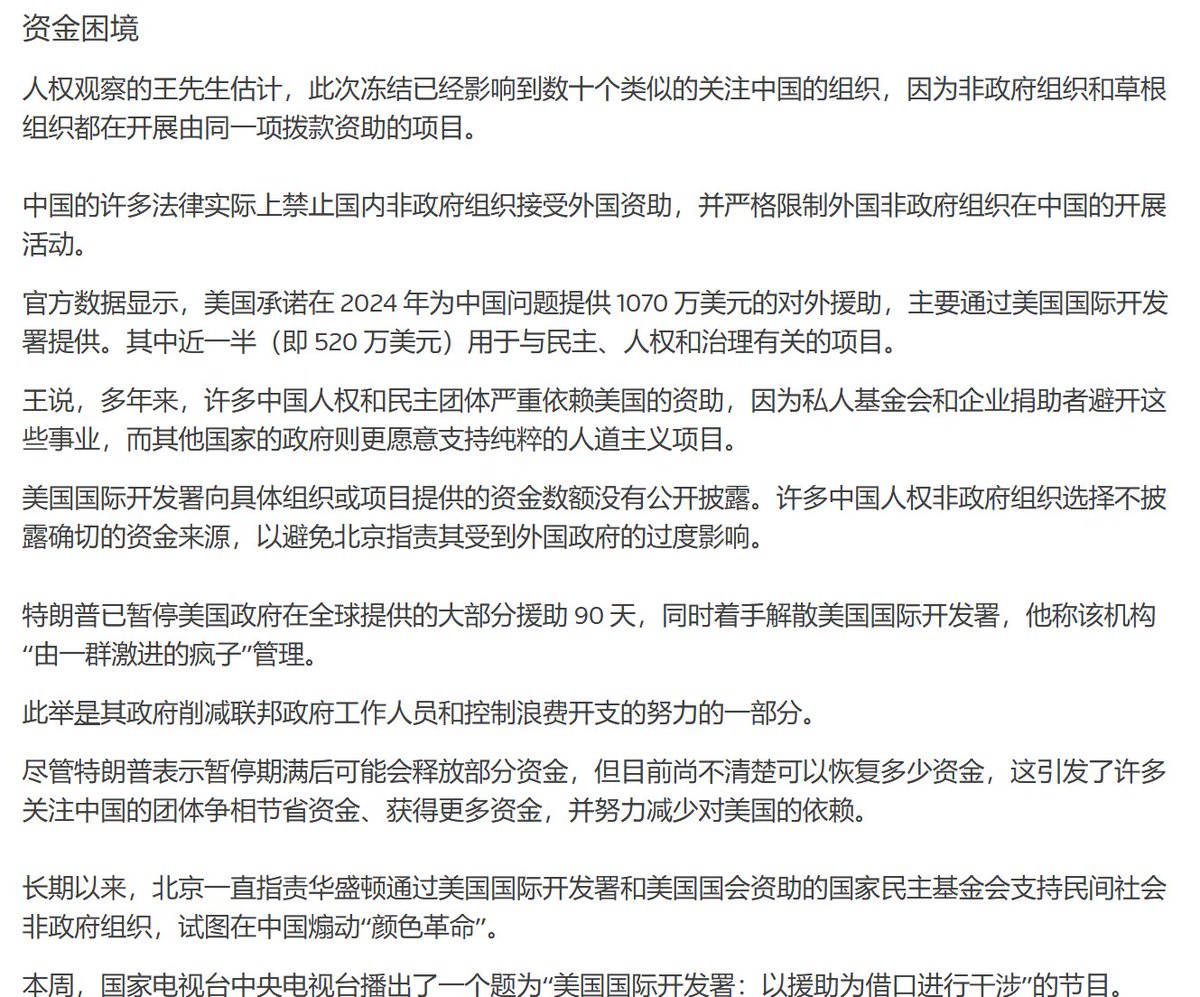 资金困境
人权观察的王先生估计，此次冻结已经影响到数十个类似的关注中国的组织，因为非政府组织和草根
组织都在开展由同一项拨款资助的项目。
中国的许多法律实际上禁止国内非政府组织接受外国资助，并严格限制外国非政府组织在中国的开展
活动。
官方数据显示，美国承诺在 2024 年为中国问题提供 1070 万美元的对外援助，主要通过美国国际开发
署提供。其中近一半（即 520 万美元）用于与民主、人权和治理有关的项目。
王说，多年来，许多中国人权和民主团体严重依赖美国的资助，因为私人基金会和企业捐助者避开这
些事业，而其他国家的政府则更愿意支持纯粹的人道主义项目。
美国国际开发署向具体组织或项目提供的资金数额没有公开披露。许多中国人权非政府组织选择不披
露确切的资金来源，以避免北京指责其受到外国政府的过度影响。
特朗普已暂停美国政府在全球提供的大部分援助 90 天，同时着手解散美国国际开发署，他称该机构
“由一群激进的疯子”管理。
此举是其政府削减联邦政府工作人员和控制浪费开支的努力的一部分。
尽管特朗普表示暂停期满后可能会释放部分资金，但目前尚不清楚可以恢复多少资金，这引发了许多
关注中国的团体争相节省资金、获得更多资金，并努力减少对美国的依赖。
长期以来，北京一直指责华盛顿通过美国国际开发署和美国国会资助的国家民主基金会支持民间社会
非政府组织，试图在中国煽动“颜色革命”。
本周，国家电视台中央电视台播出了一个题为“美国国际开发署：以援助为借口进行干涉”的节目。